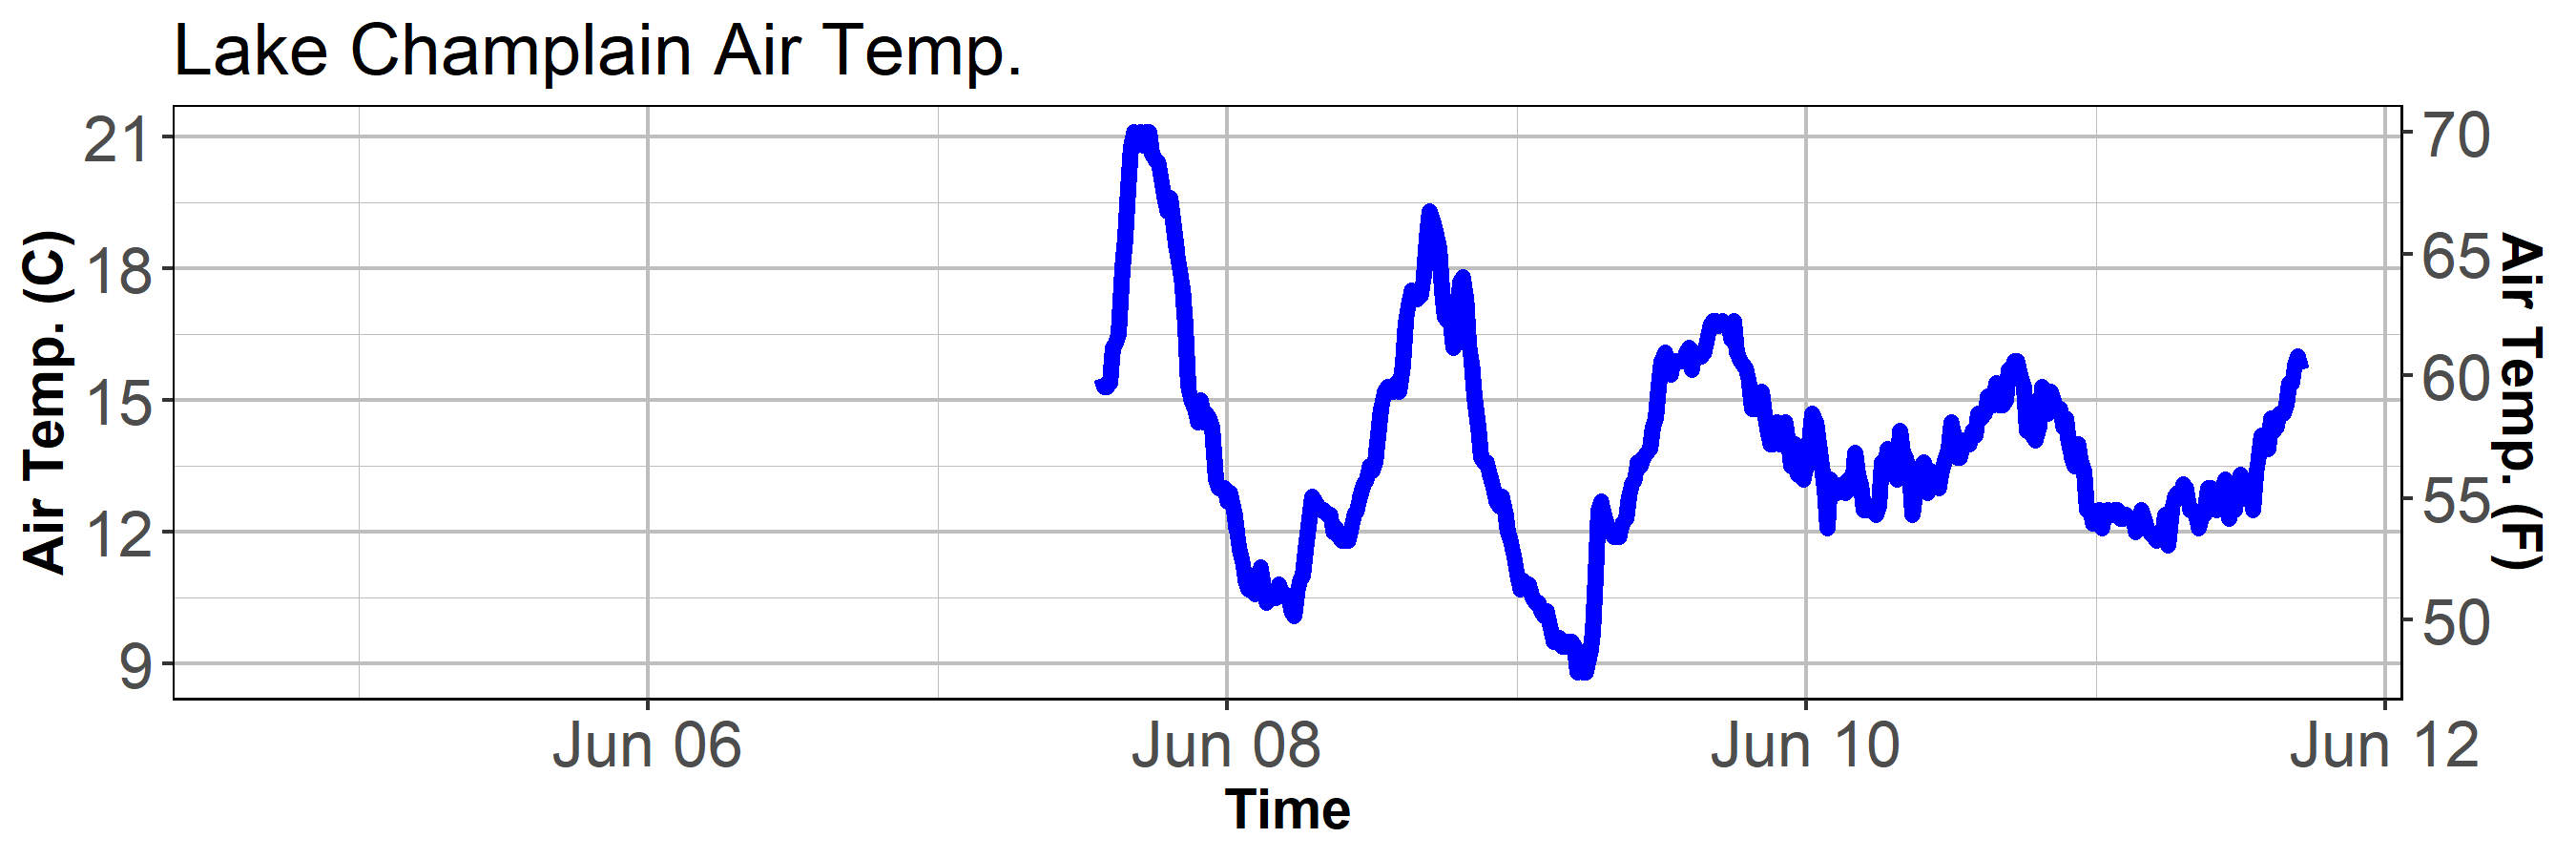 Lake Champlain Air Temp.
21
18
15
12
9
Air Temp. (C)
70
65
60
55
50
Air Temp. (F)
Jun 06
Jun 08
Jun 10
Jun 12
Time